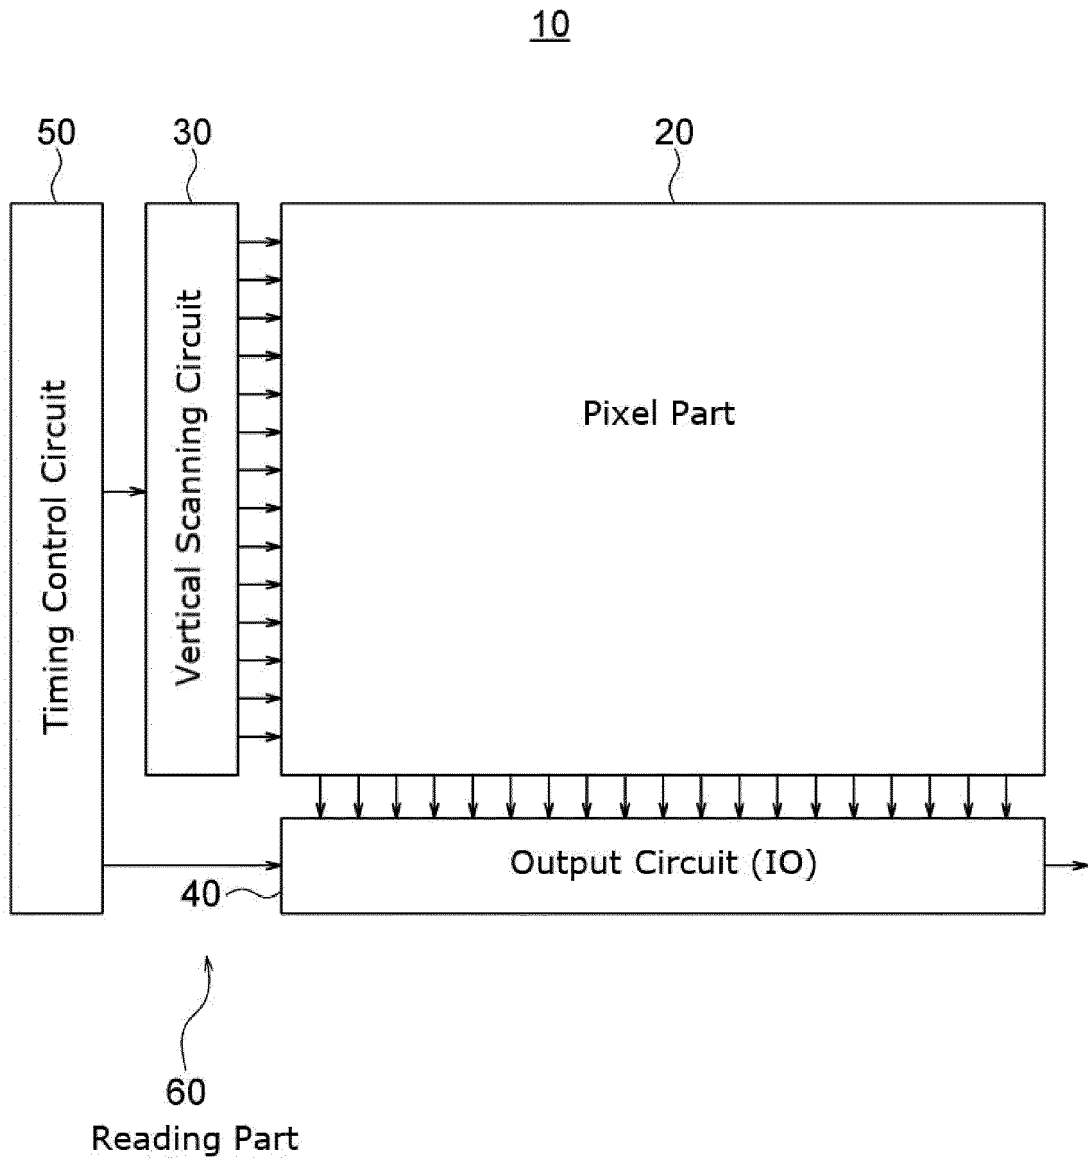 10
50
30
20
Timing Control Circuit
Vertical Scanning Circuit
Pixel Part
Output Circuit (IO)
40
60
Reading Part